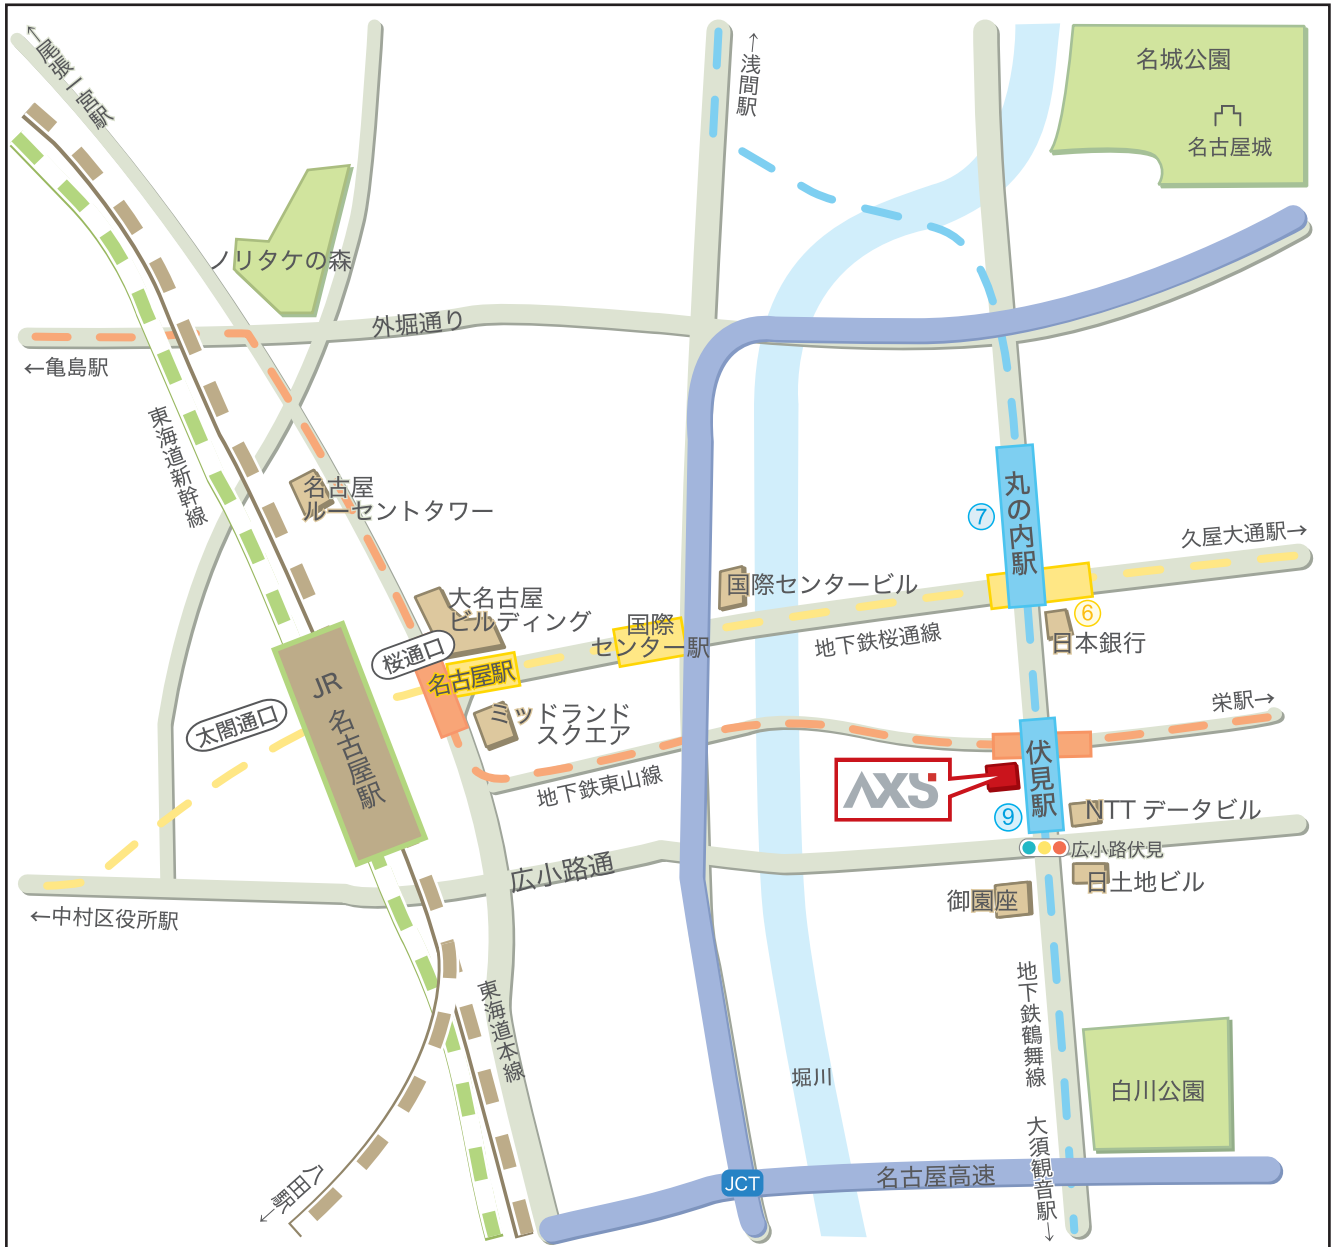 ←尾張一宮駅
←浅間駅
名城公園
名古屋城
ノリタケの森
外堀通り
←亀島駅
東海道新幹線
名古屋
ルーセントタワー
丸の内駅
⑦
久屋大通駅→
大名古屋
ビルディング
国際センタービル
国際
センター駅
⑥
地下鉄桜通線
日本銀行
桜通口
名古屋駅
JR
名古屋駅
太閤通口
ミッドランド
スクエア
栄駅→
地下鉄東山線
伏見駅
AXS
⑨
NTT データビル
広小路伏見
広小路通
日土地ビル
御園座
←中村区役所駅
地下鉄鶴舞線
東海道本線
堀川
白川公園
大須観音駅→
名古屋高速
JCT
←八田駅